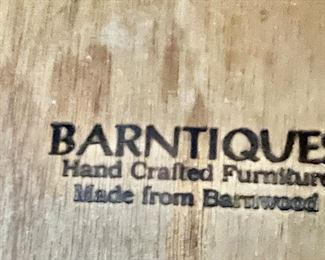 BARNTIQUES
Hand Crafted Furniture
Made from Barnwood